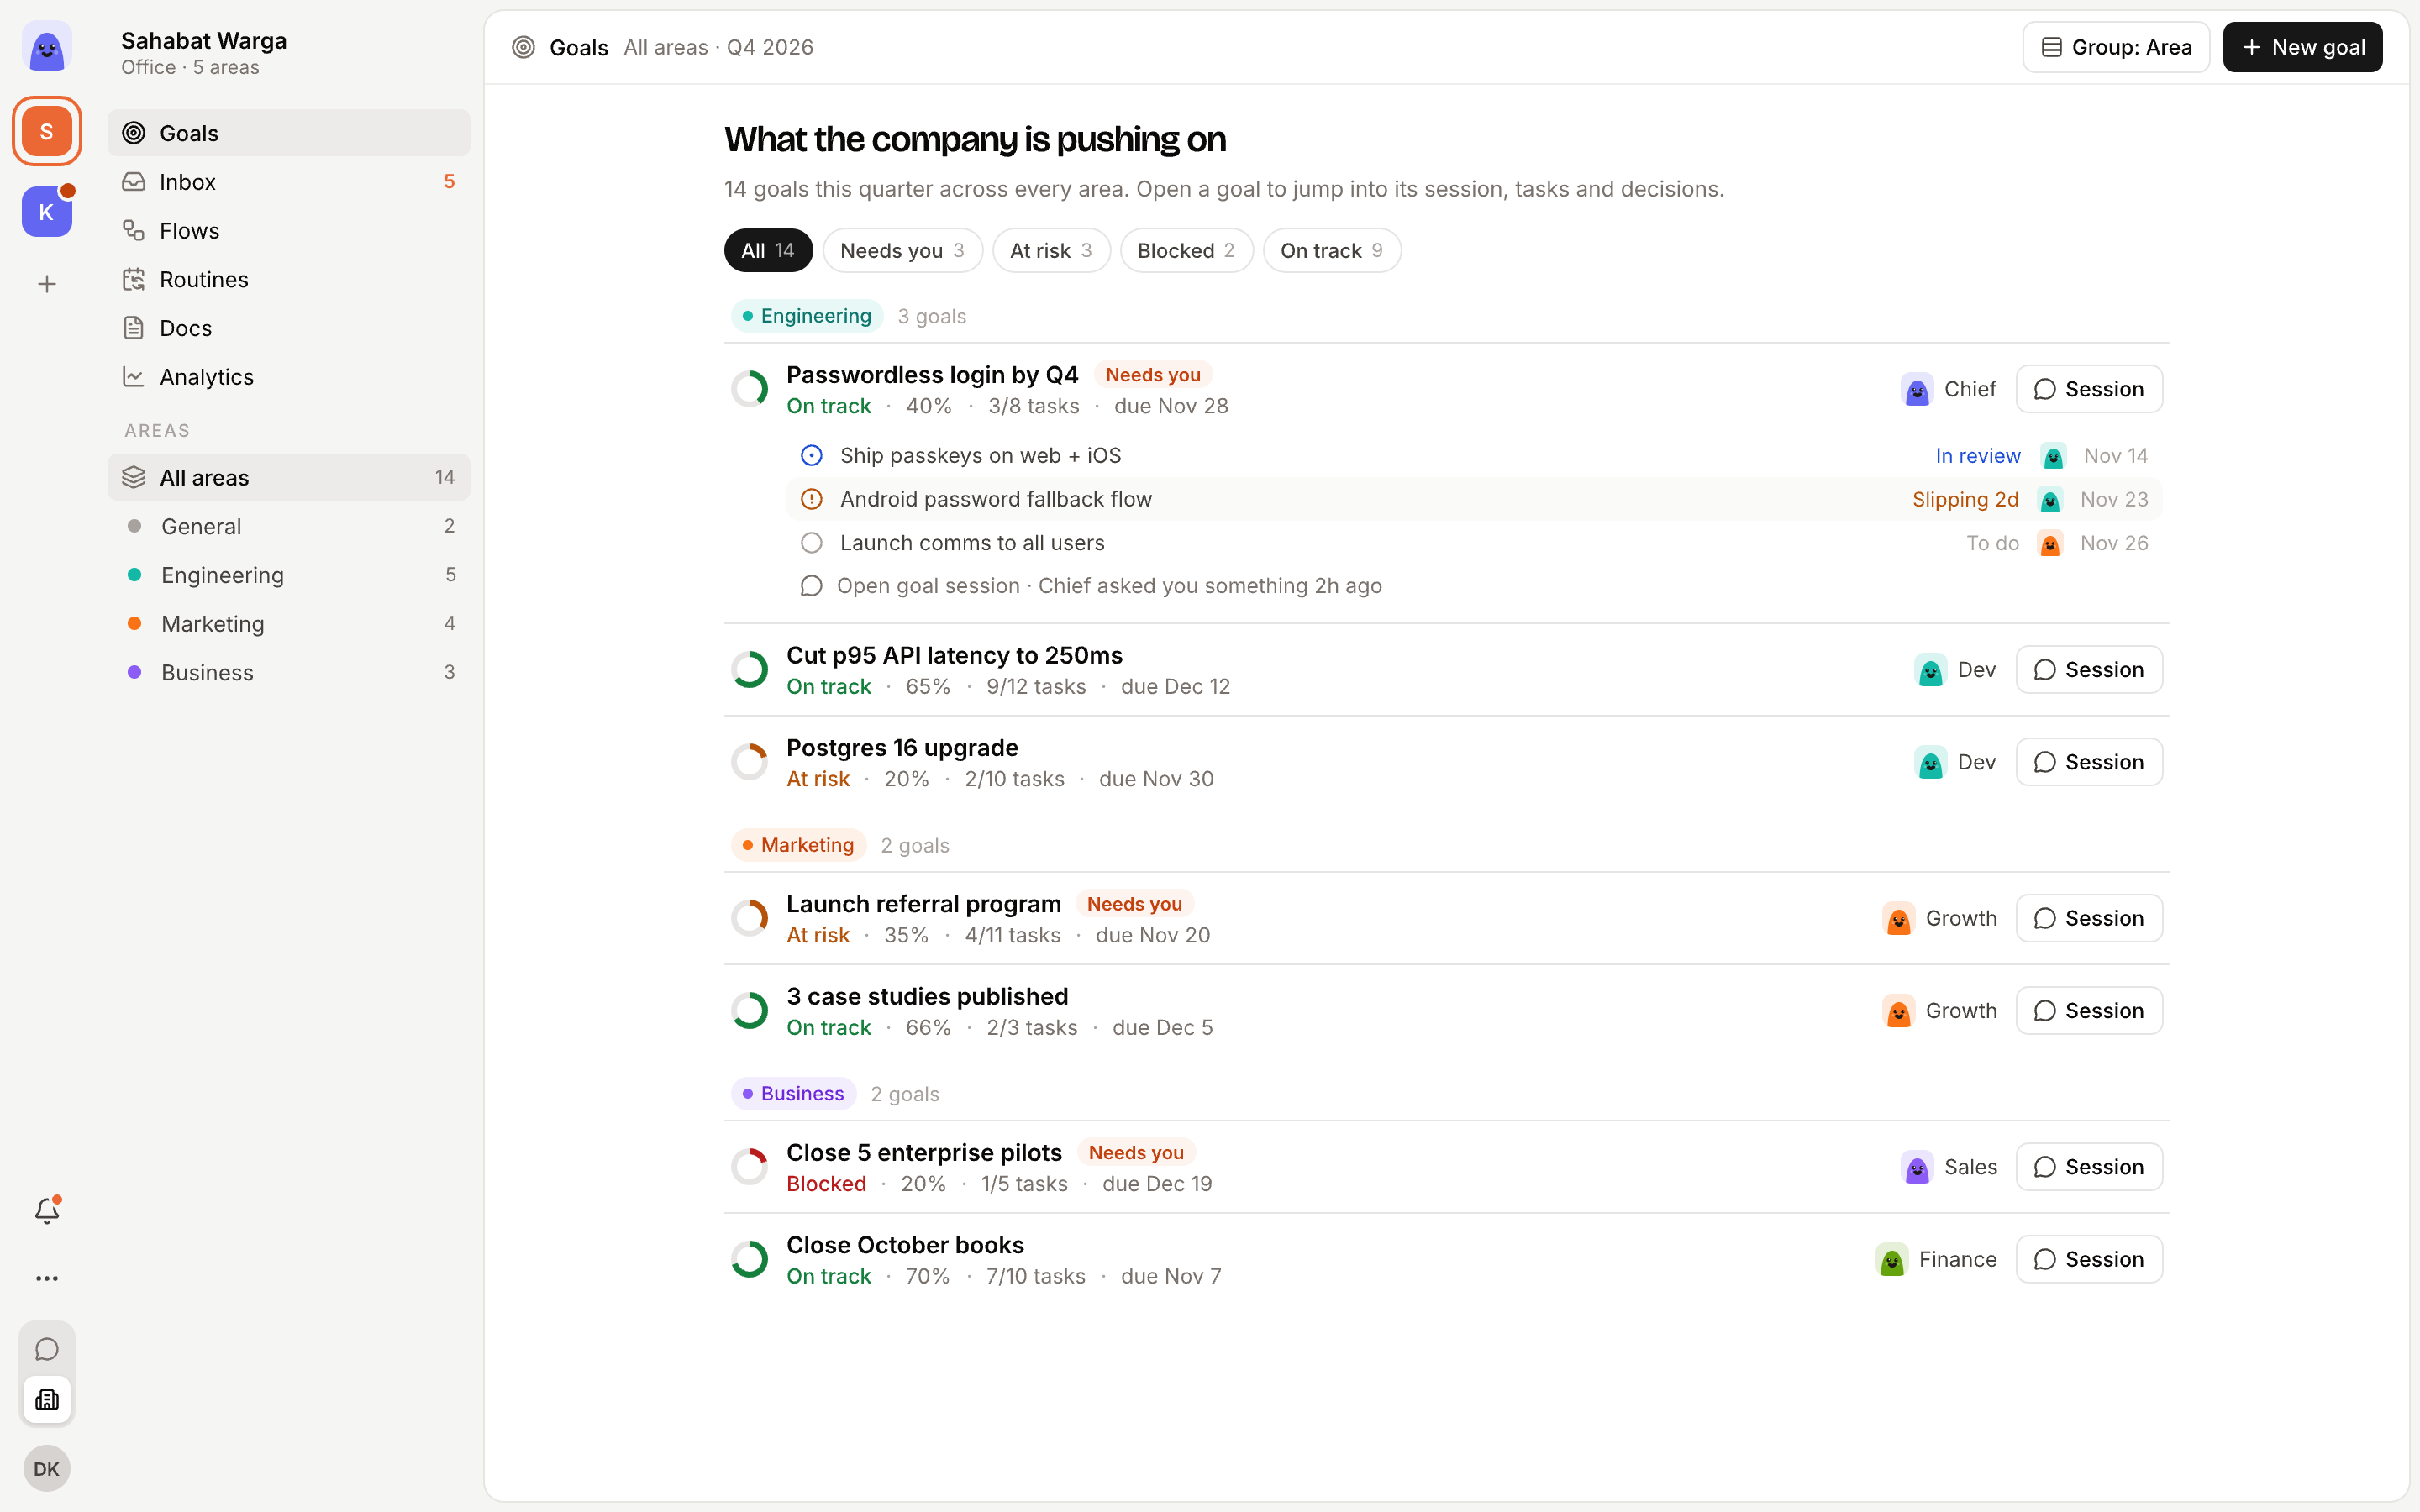 Sahabat Warga
Office · 5 areas
S
K
Goals
Inbox 5
Flows
Routines
Docs
Analytics
AREAS
All areas 14
General 2
Engineering 5
Marketing 4
Business 3
DK
Goals All areas · Q4 2026
Group: Area
New goal
What the company is pushing on
14 goals this quarter across every area. Open a goal to jump into its session, tasks and decisions.
All 14 Needs you 3 At risk 3 Blocked 2 On track 9
Engineering 3 goals
Passwordless login by Q4 Needs you
On track · 40% · 3/8 tasks · due Nov 28
Chief Session
Ship passkeys on web + iOS In review Nov 14
Android password fallback flow Slipping 2d Nov 23
Launch comms to all users To do Nov 26
Open goal session · Chief asked you something 2h ago
Cut p95 API latency to 250ms
On track · 65% · 9/12 tasks · due Dec 12
Dev Session
Postgres 16 upgrade
At risk · 20% · 2/10 tasks · due Nov 30
Dev Session
Marketing 2 goals
Launch referral program Needs you
At risk · 35% · 4/11 tasks · due Nov 20
Growth Session
3 case studies published
On track · 66% · 2/3 tasks · due Dec 5
Growth Session
Business 2 goals
Close 5 enterprise pilots Needs you
Blocked · 20% · 1/5 tasks · due Dec 19
Sales Session
Close October books
On track · 70% · 7/10 tasks · due Nov 7
Finance Session